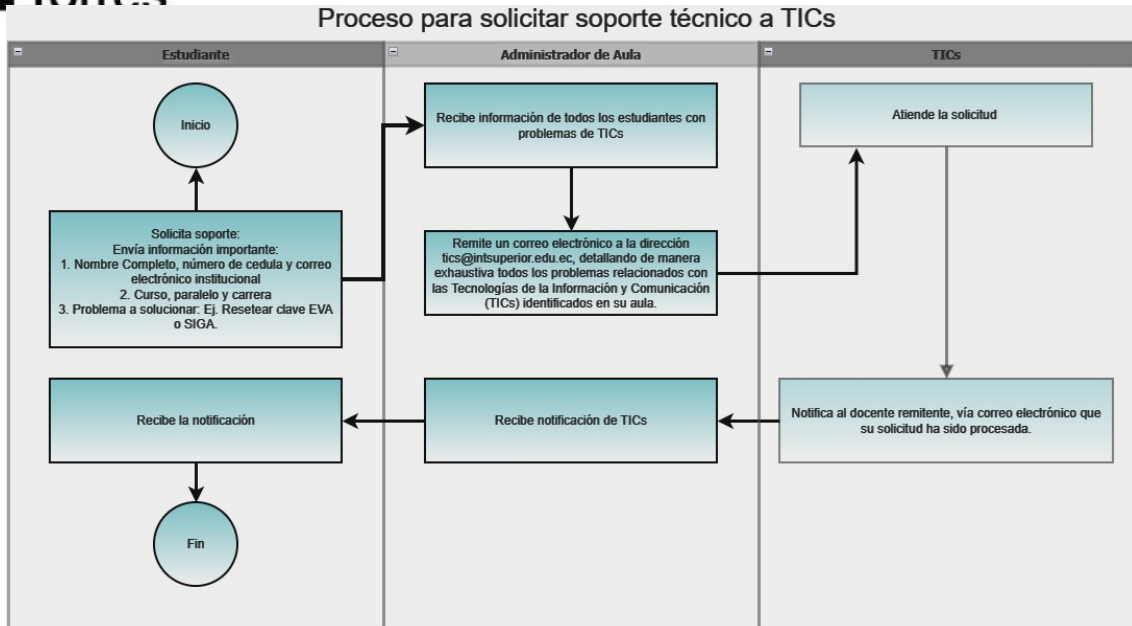 Proceso para solicitar soporte técnico a TICs
Estudiante
Administrador de Aula
TICs
Inicio
Recibe información de todos los estudiantes con
problemas de TICs
Atiende la solicitud
Solicita soporte:
Envía información importante:
1. Nombre Completo, número de cedula y correo
electrónico institucional
2. Curso, paralelo y carrera
3. Problema a solucionar: Ej. Resetear clave EVA
o SIGA.
Remite un correo electrónico a la dirección
tics@intsuperior.edu.ec, detallando de manera
exhaustiva todos los problemas relacionados con
las Tecnologías de la Información y Comunicación
(TICs) identificados en su aula.
Recibe la notificación
Recibe notificación de TICs
Notifica al docente remitente, vía correo electrónico que
su solicitud ha sido procesada.
Fin